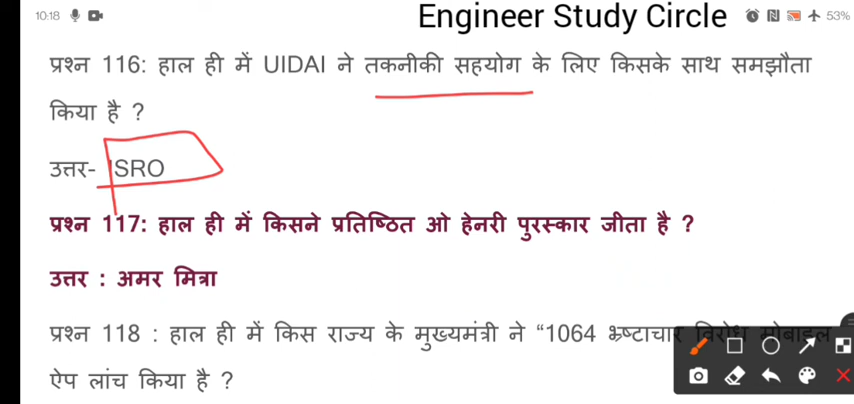 10:18
Engineer Study Circle
53%
प्रश्न 116: हाल ही में UIDAI ने तकनीकी सहयोग के लिए किसके साथ समझौता
किया है ?
उत्तर- ISRO
प्रश्न 117: हाल ही में किसने प्रतिष्ठित ओ हेनरी पुरस्कार जीता है ?
उत्तर : अमर मित्रा
प्रश्न 118 : हाल ही में किस राज्य के मुख्यमंत्री ने “1064 भ्रष्टाचार विरोध मोबाइल
ऐप लांच किया है ?